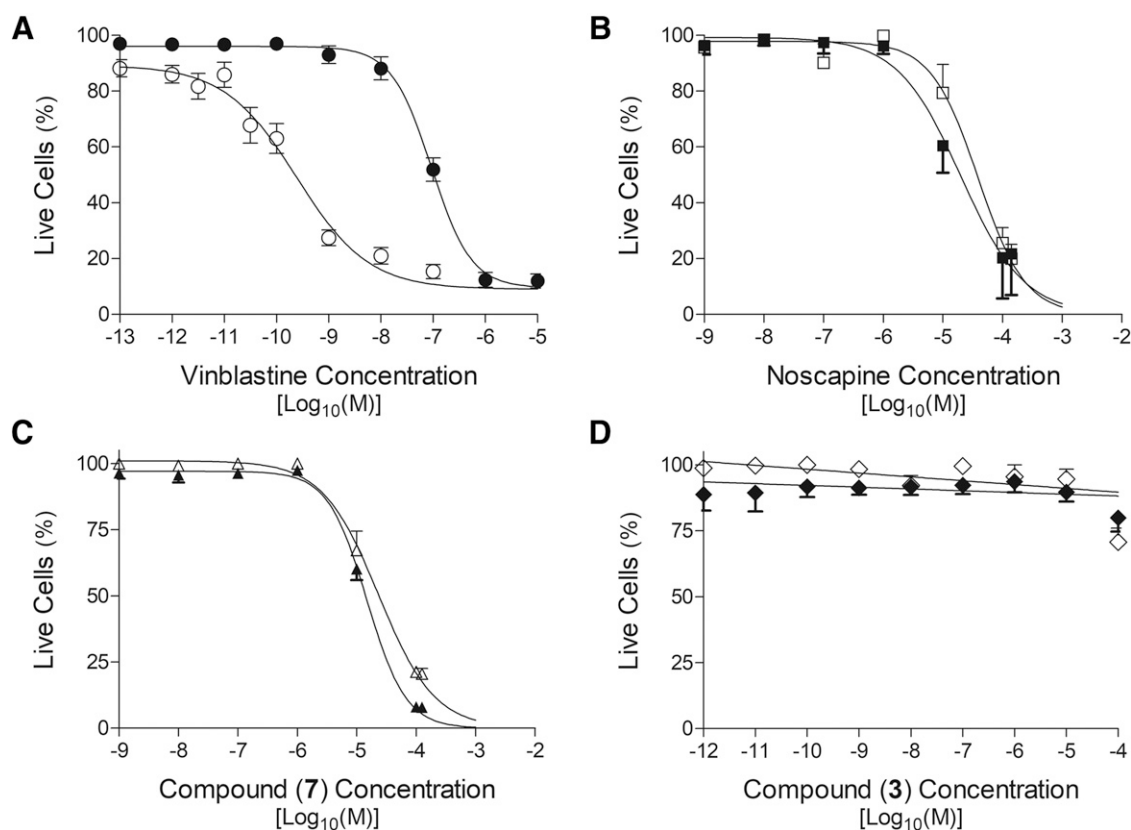 A
Live Cells (%)
100
80
60
40
20
0
-13 -12 -11 -10 -9 -8 -7 -6 -5
Vinblastine Concentration
[Log₁₀(M)]
B
Live Cells (%)
100
80
60
40
20
0
-9 -8 -7 -6 -5 -4 -3 -2
Noscapine Concentration
[Log₁₀(M)]
C
Live Cells (%)
100
75
50
25
0
-9 -8 -7 -6 -5 -4 -3 -2
Compound (7) Concentration
[Log₁₀(M)]
D
Live Cells (%)
100
75
50
25
0
-12 -11 -10 -9 -8 -7 -6 -5 -4
Compound (3) Concentration
[Log₁₀(M)]